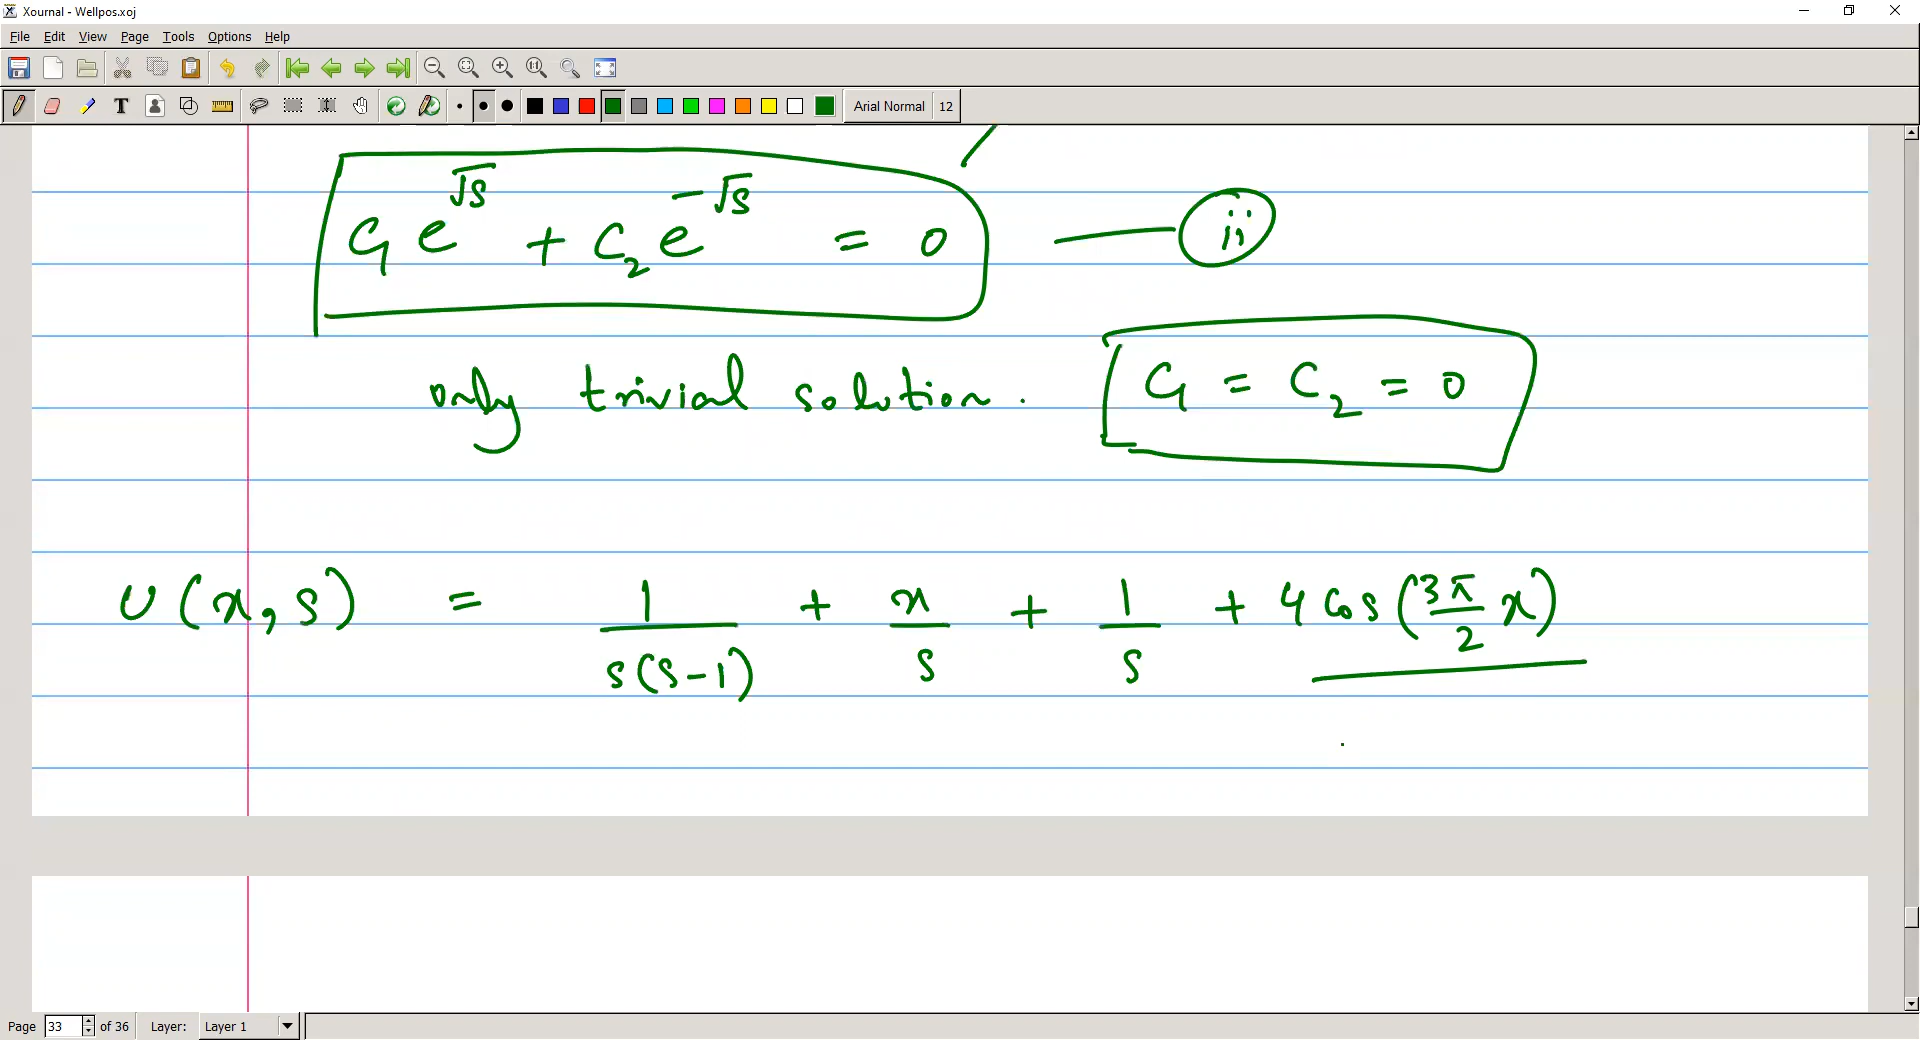 Xournal - Wellpos.xoj
File Edit View Page Tools Options Help
Arial Normal 12
C₁ e^{√s} + C₂ e^{-√s} = 0 — ii
only trivial solution. C₁ = C₂ = 0
U(x,s) = 1/(s(s-1)) + x/s + 1/s + 4 cos(3π/2 x)
Page 33 of 36 Layer: Layer 1